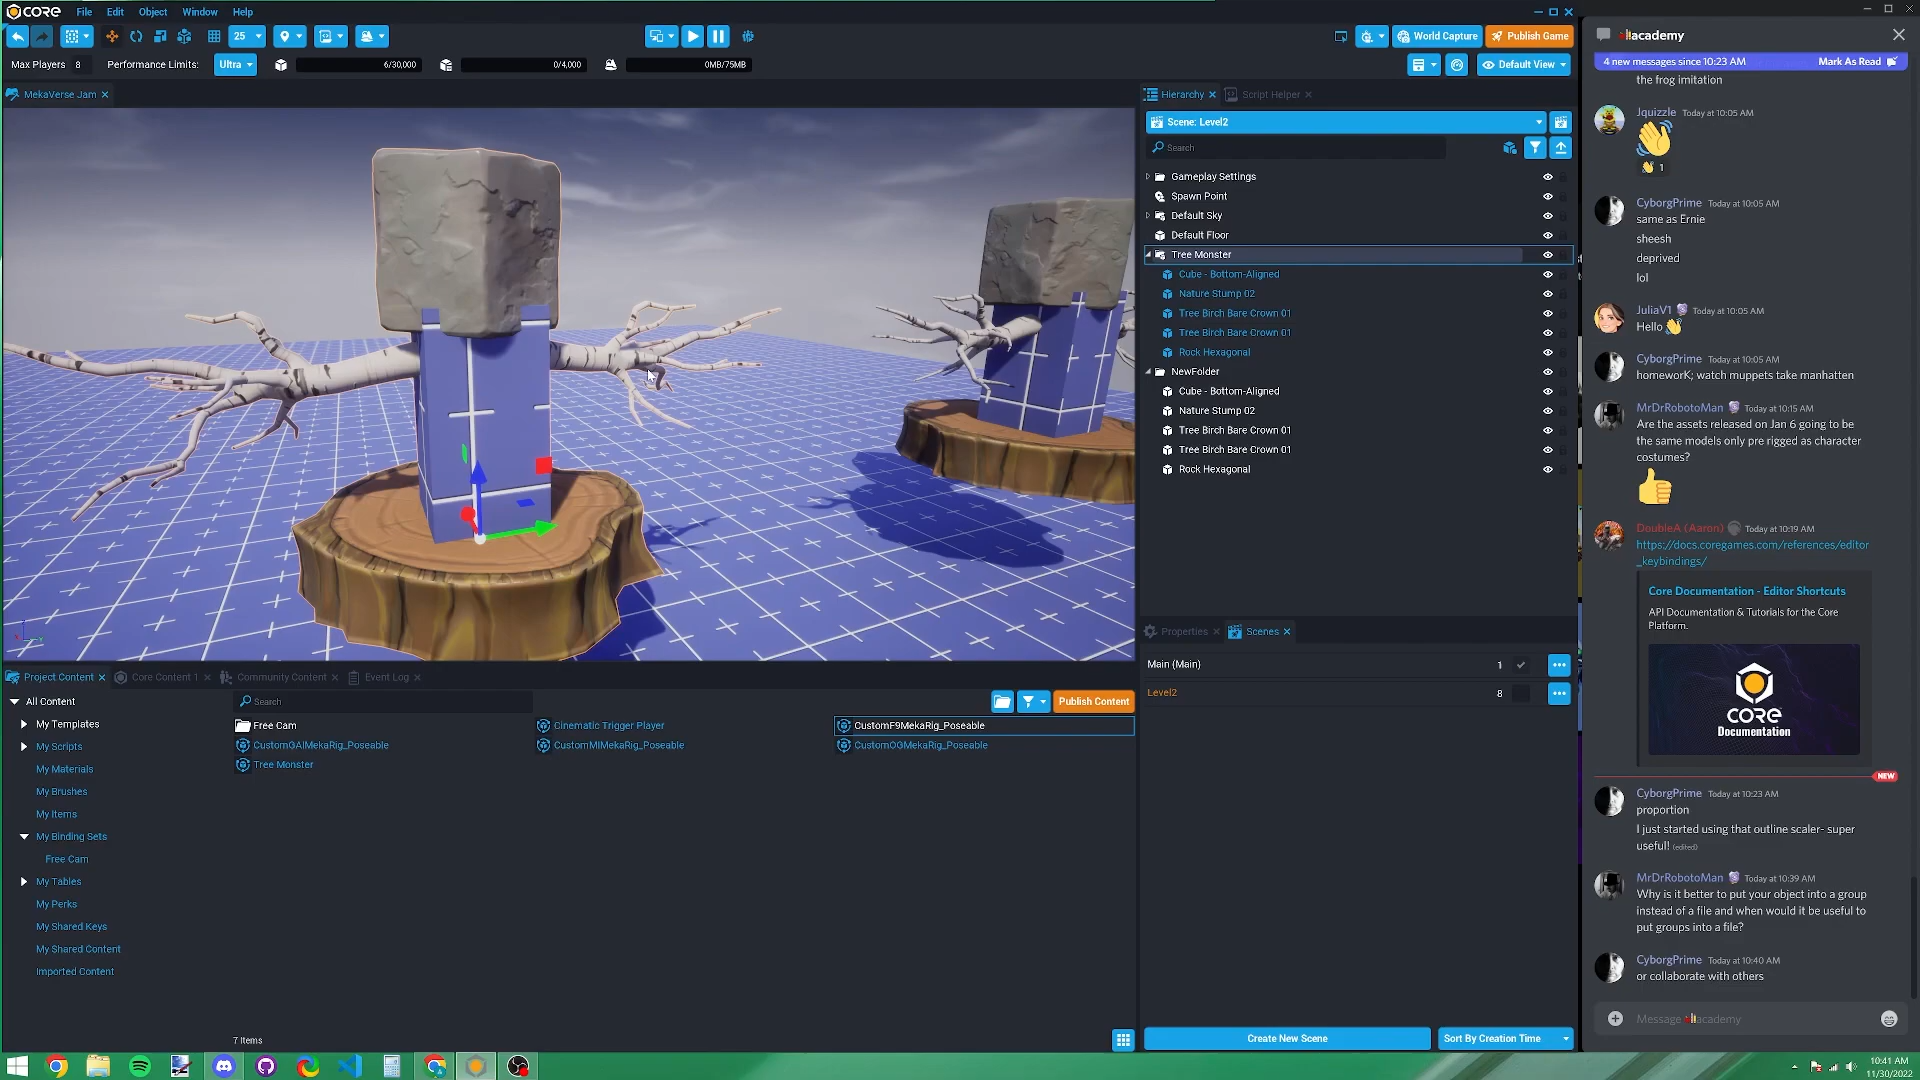 CORE File Edit Object Window Help
25
World Capture Publish Game
Max Players 8 Performance Limits: Ultra 6/30,000 0/4,000 0MB/75MB
Default View
MekaVerse Jam
Hierarchy Script Helper
Scene: Level2
Search
Gameplay Settings
Spawn Point
Default Sky
Default Floor
Tree Monster
Cube - Bottom-Aligned
Nature Stump 02
Tree Birch Bare Crown 01
Tree Birch Bare Crown 01
Rock Hexagonal
NewFolder
Cube - Bottom-Aligned
Nature Stump 02
Tree Birch Bare Crown 01
Tree Birch Bare Crown 01
Rock Hexagonal
Properties Scenes
Main (Main) 1
Level2 8
Create New Scene Sort By Creation Time
Project Content Core Content 1 Community Content Event Log
All Content
Search
Publish Content
My Templates
My Scripts
My Materials
My Brushes
My Items
My Binding Sets
Free Cam
My Tables
My Perks
My Shared Keys
My Shared Content
Imported Content
Free Cam Cinematic Trigger Player CustomF9MekaRig_Poseable
CustomGAIMekaRig_Poseable CustomMIMekaRig_Poseable CustomOGMekaRig_Poseable
Tree Monster
7 Items
academy
4 new messages since 10:23 AM Mark As Read
the frog imitation
Jquizzle Today at 10:05 AM
1
CyborgPrime Today at 10:05 AM
same as Ernie
sheesh
deprived
lol
JuliaV1 Today at 10:05 AM
Hello
CyborgPrime Today at 10:05 AM
homeworK; watch muppets take manhatten
MrDrRobotoMan Today at 10:15 AM
Are the assets released on Jan 6 going to be
the same models only pre rigged as character
costumes?
DoubleA (Aaron) Today at 10:19 AM
https://docs.coregames.com/references/editor
_keybindings/
Core Documentation - Editor Shortcuts
API Documentation & Tutorials for the Core
Platform.
CORE
Documentation
NEW
CyborgPrime Today at 10:23 AM
proportion
I just started using that outline scaler- super
useful! (edited)
MrDrRobotoMan Today at 10:39 AM
Why is it better to put your object into a group
instead of a file and when would it be useful to
put groups into a file?
CyborgPrime Today at 10:40 AM
or collaborate with others
Message academy
10:41 AM
11/30/2022